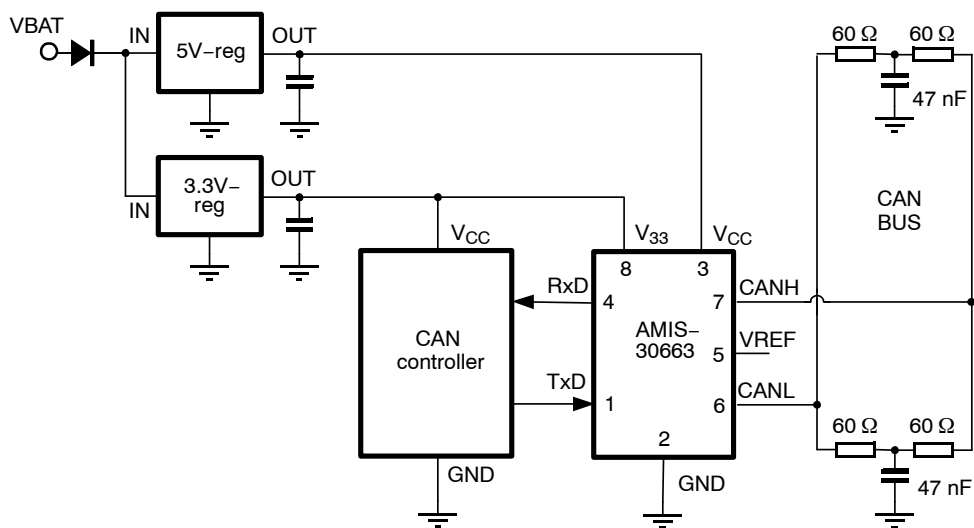 VBAT
IN
5V−reg
OUT
60 Ω
60 Ω
47 nF
IN
3.3V−
reg
OUT
CAN
BUS
VCC
V33
VCC
8
3
RxD
4
7
CANH
CAN
controller
AMIS−
30663
5
VREF
TxD
1
6
CANL
2
GND
GND
60 Ω
60 Ω
47 nF